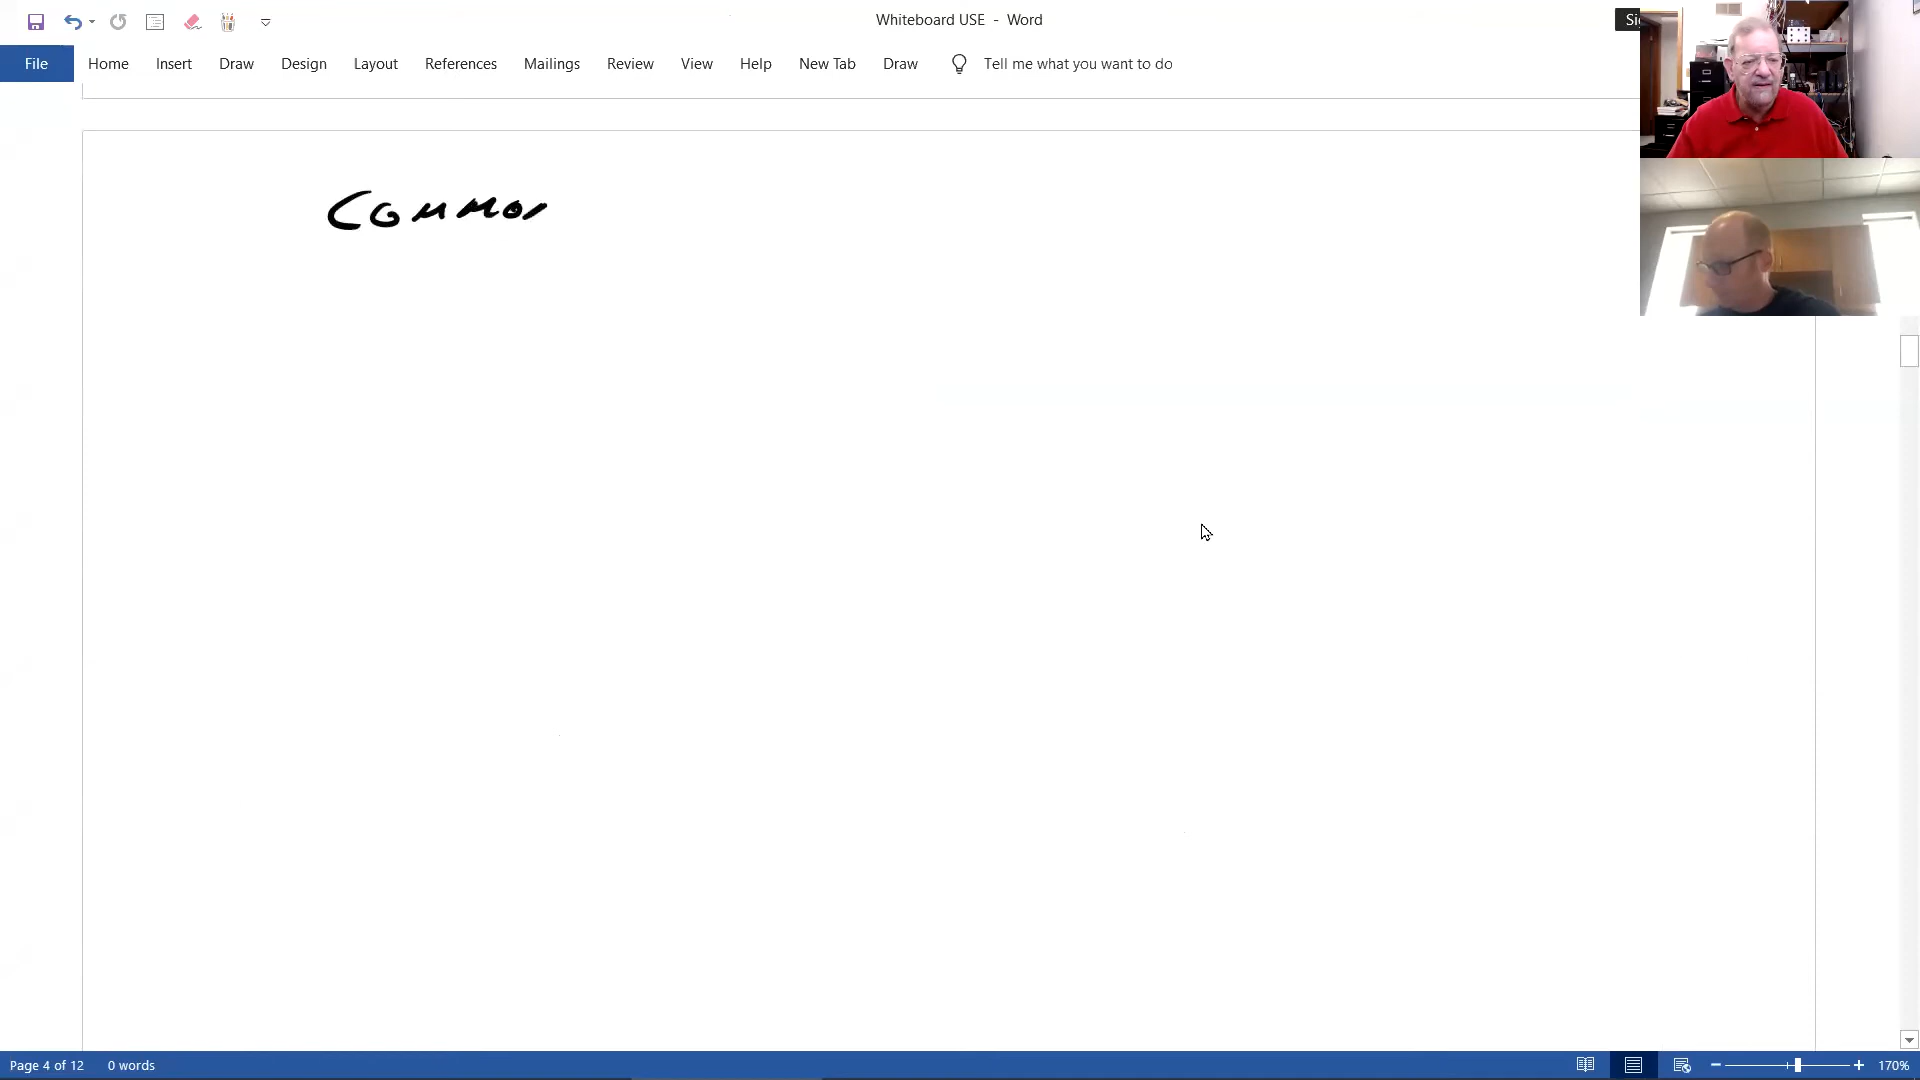 Whiteboard USE - Word
File Home Insert Draw Design Layout References Mailings Review View Help New Tab Draw Tell me what you want to do
Common
Page 4 of 12 0 words 170%